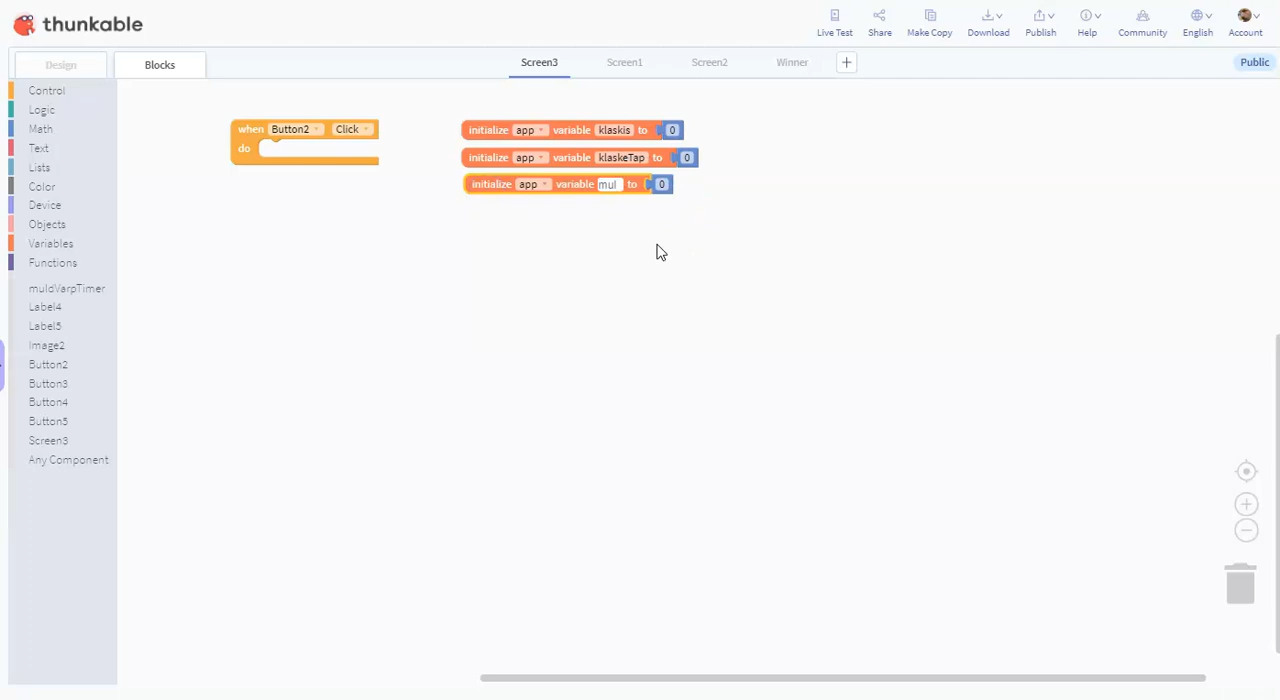 thunkable
Live Test
Share
Make Copy
Download
Publish
Help
Community
English
Account
Design
Blocks
Screen3
Screen1
Screen2
Winner
+
Public
Control
Logic
Math
Text
Lists
Color
Device
Objects
Variables
Functions
muldVarpTimer
Label4
Label5
Image2
Button2
Button3
Button4
Button5
Screen3
Any Component
when Button2 Click
do
initialize app variable klaskis to 0
initialize app variable klaskeTap to 0
initialize app variable mul to 0